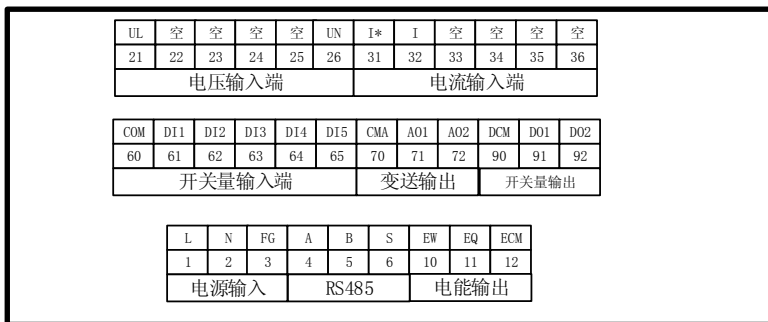 UL 空 空 空 空 UN I* I 空 空 空 空
21 22 23 24 25 26 31 32 33 34 35 36
电压输入端 电流输入端
COM DI1 DI2 DI3 DI4 DI5 CMA AO1 AO2 DCM DO1 DO2
60 61 62 63 64 65 70 71 72 90 91 92
开关量输入端 变送输出 开关量输出
L N FG A B S EW EQ ECM
1 2 3 4 5 6 10 11 12
电源输入 RS485 电能输出